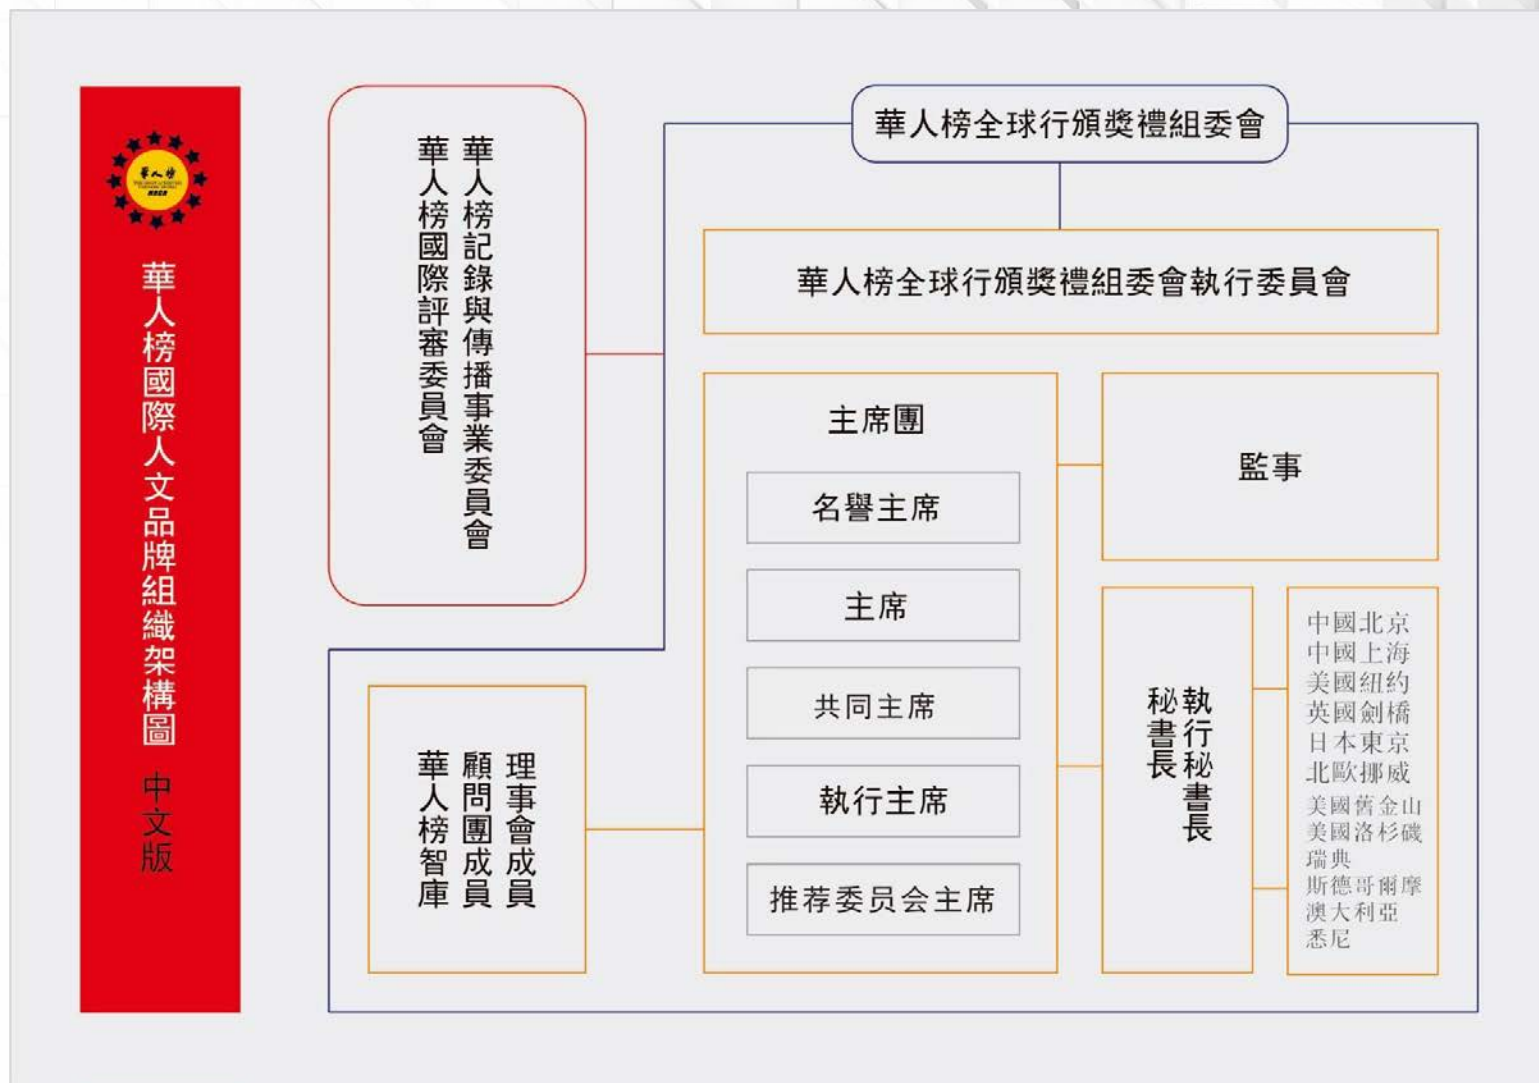 華人榜
華人榜國際人文品牌組織架構圖 中文版
華人榜記錄與傳播事業委員會
華人榜國際評審委員會
華人榜全球行頒獎禮組委會
華人榜全球行頒獎禮組委會執行委員會
主席團
名譽主席
主席
共同主席
執行主席
推荐委员会主席
監事
執行秘書長
秘書長
中國北京
中國上海
美國紐約
英國劍橋
日本東京
北歐挪威
美國舊金山
美國洛杉磯
瑞典
斯德哥爾摩
澳大利亞
悉尼
理事會成員
顧問團成員
華人榜智庫